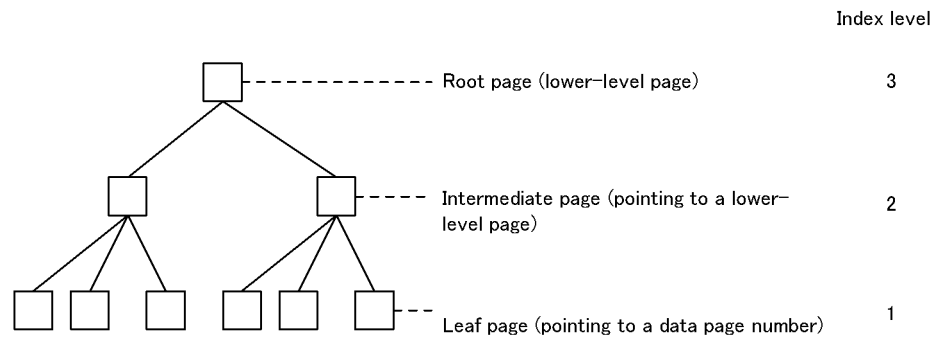 Index level
Root page (lower-level page) 3
Intermediate page (pointing to a lower-
level page) 2
Leaf page (pointing to a data page number) 1